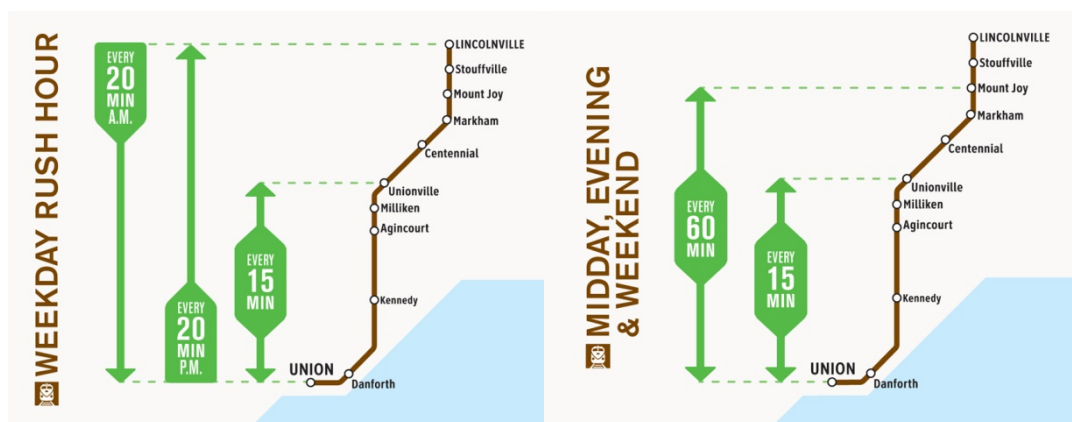 WEEKDAY RUSH HOUR
EVERY
20
MIN
A.M.
EVERY
20
MIN
P.M.
EVERY
15
MIN
LINCOLNVILLE
Stouffville
Mount Joy
Markham
Centennial
Unionville
Milliken
Agincourt
Kennedy
UNION
Danforth
MIDDAY, EVENING
& WEEKEND
EVERY
60
MIN
EVERY
15
MIN
LINCOLNVILLE
Stouffville
Mount Joy
Markham
Centennial
Unionville
Milliken
Agincourt
Kennedy
UNION
Danforth